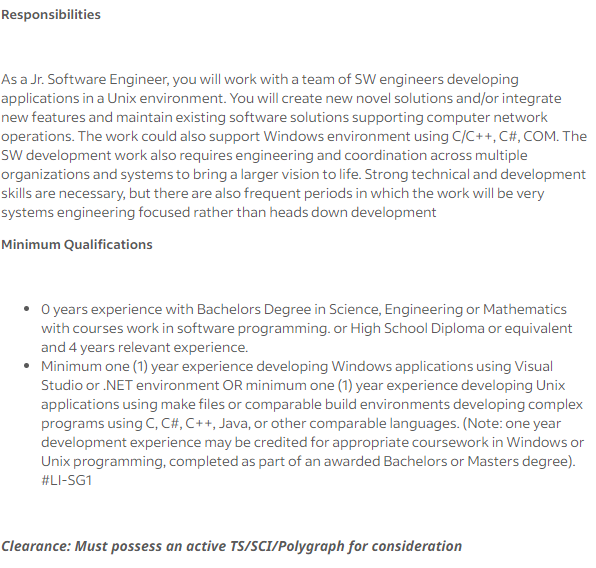 Responsibilities
As a Jr. Software Engineer, you will work with a team of SW engineers developing
applications in a Unix environment. You will create new novel solutions and/or integrate
new features and maintain existing software solutions supporting computer network
operations. The work could also support Windows environment using C/C++, C#, COM. The
SW development work also requires engineering and coordination across multiple
organizations and systems to bring a larger vision to life. Strong technical and development
skills are necessary, but there are also frequent periods in which the work will be very
systems engineering focused rather than heads down development
Minimum Qualifications
• 0 years experience with Bachelors Degree in Science, Engineering or Mathematics
with courses work in software programming. or High School Diploma or equivalent
and 4 years relevant experience.
• Minimum one (1) year experience developing Windows applications using Visual
Studio or .NET environment OR minimum one (1) year experience developing Unix
applications using make files or comparable build environments developing complex
programs using C, C#, C++, Java, or other comparable languages. (Note: one year
development experience may be credited for appropriate coursework in Windows or
Unix programming, completed as part of an awarded Bachelors or Masters degree).
#LI-SG1
Clearance: Must possess an active TS/SCI/Polygraph for consideration